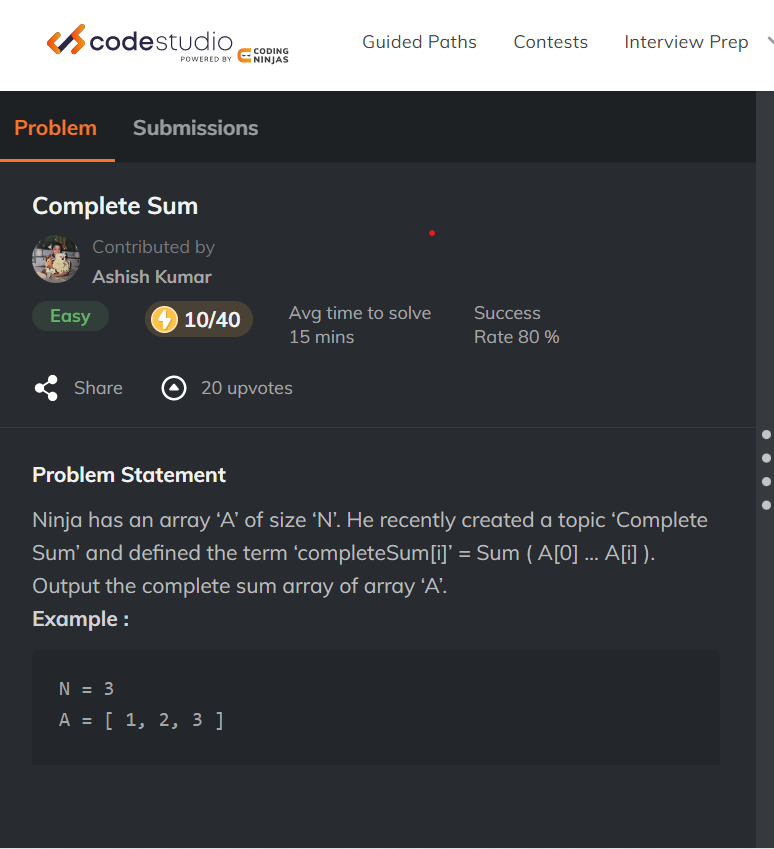 codestudio
POWERED BY CODING NINJAS
Guided Paths Contests Interview Prep
Problem Submissions
Complete Sum
Contributed by
Ashish Kumar
Easy 10/40 Avg time to solve 15 mins Success Rate 80 %
Share 20 upvotes
Problem Statement
Ninja has an array ‘A’ of size ‘N’. He recently created a topic ‘Complete
Sum’ and defined the term ‘completeSum[i]’ = Sum ( A[0] ... A[i] ).
Output the complete sum array of array ‘A’.
Example :
N = 3
A = [ 1, 2, 3 ]